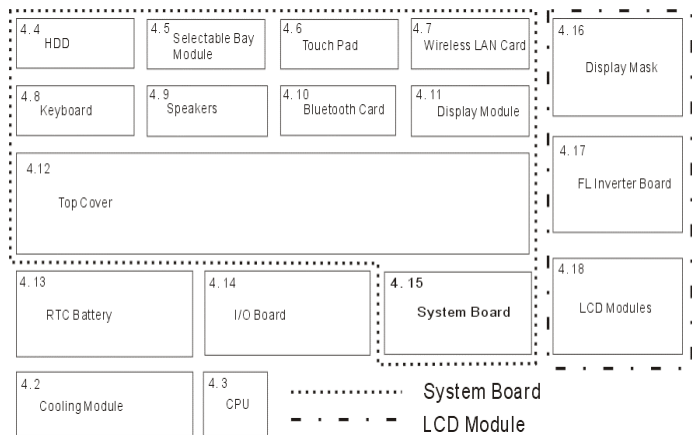 4.4
HDD
4.5
Selectable Bay
Module
4.6
Touch Pad
4.7
Wireless LAN Card
4.8
Keyboard
4.9
Speakers
4.10
Bluetooth Card
4.11
Display Module
4.12
Top Cover
4.13
RTC Battery
4.14
I/O Board
4.15
System Board
4.2
Cooling Module
4.3
CPU
4.16
Display Mask
4.17
FL Inverter Board
4.18
LCD Modules
System Board
LCD Module